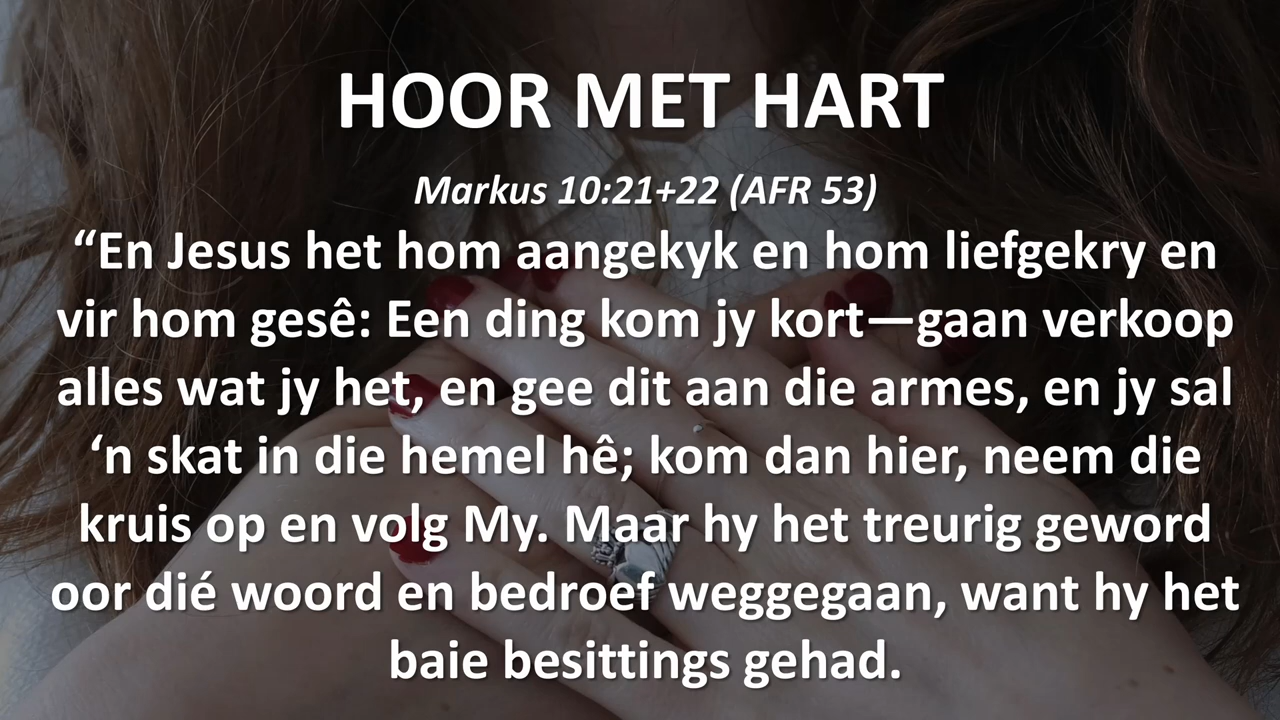 HOOR MET HART
Markus 10:21+22 (AFR 53)
“En Jesus het hom aangekyk en hom liefgekry en
vir hom gesê: Een ding kom jy kort—gaan verkoop
alles wat jy het, en gee dit aan die armes, en jy sal
‘n skat in die hemel hê; kom dan hier, neem die
kruis op en volg My. Maar hy het treurig geword
oor dié woord en bedroef weggegaan, want hy het
baie besittings gehad.